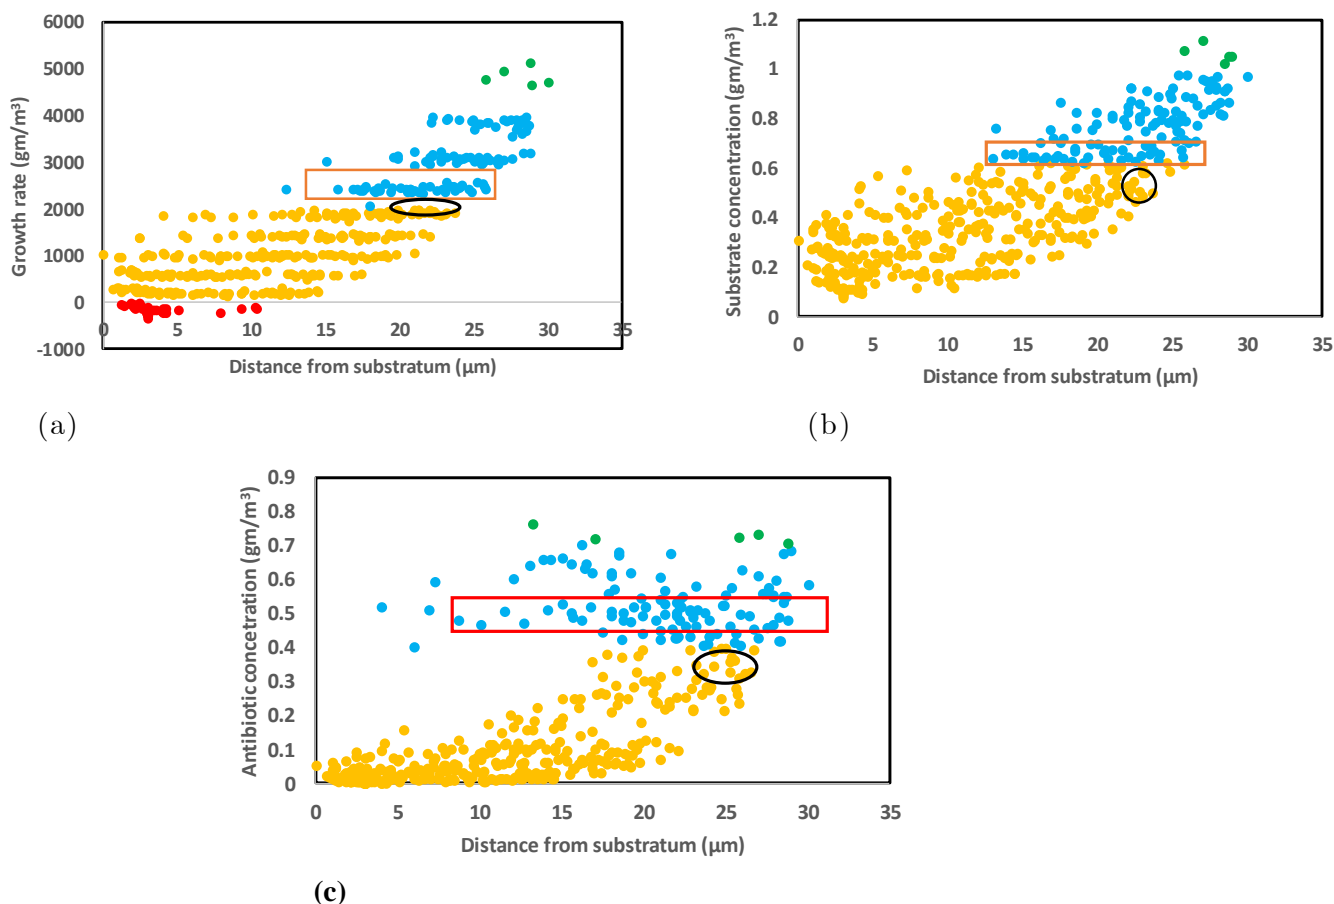 6000
5000
4000
3000
2000
1000
0
-1000
Growth rate (gm/m³)
0 5 10 15 20 25 30 35
Distance from substratum (μm)
(a)
1.2
1
0.8
0.6
0.4
0.2
0
Substrate concentration (gm/m³)
0 5 10 15 20 25 30 35
Distance from substratum (μm)
(b)
0.9
0.8
0.7
0.6
0.5
0.4
0.3
0.2
0.1
0
Antibiotic concetration (gm/m³)
0 5 10 15 20 25 30 35
Distance from substratum (μm)
(c)